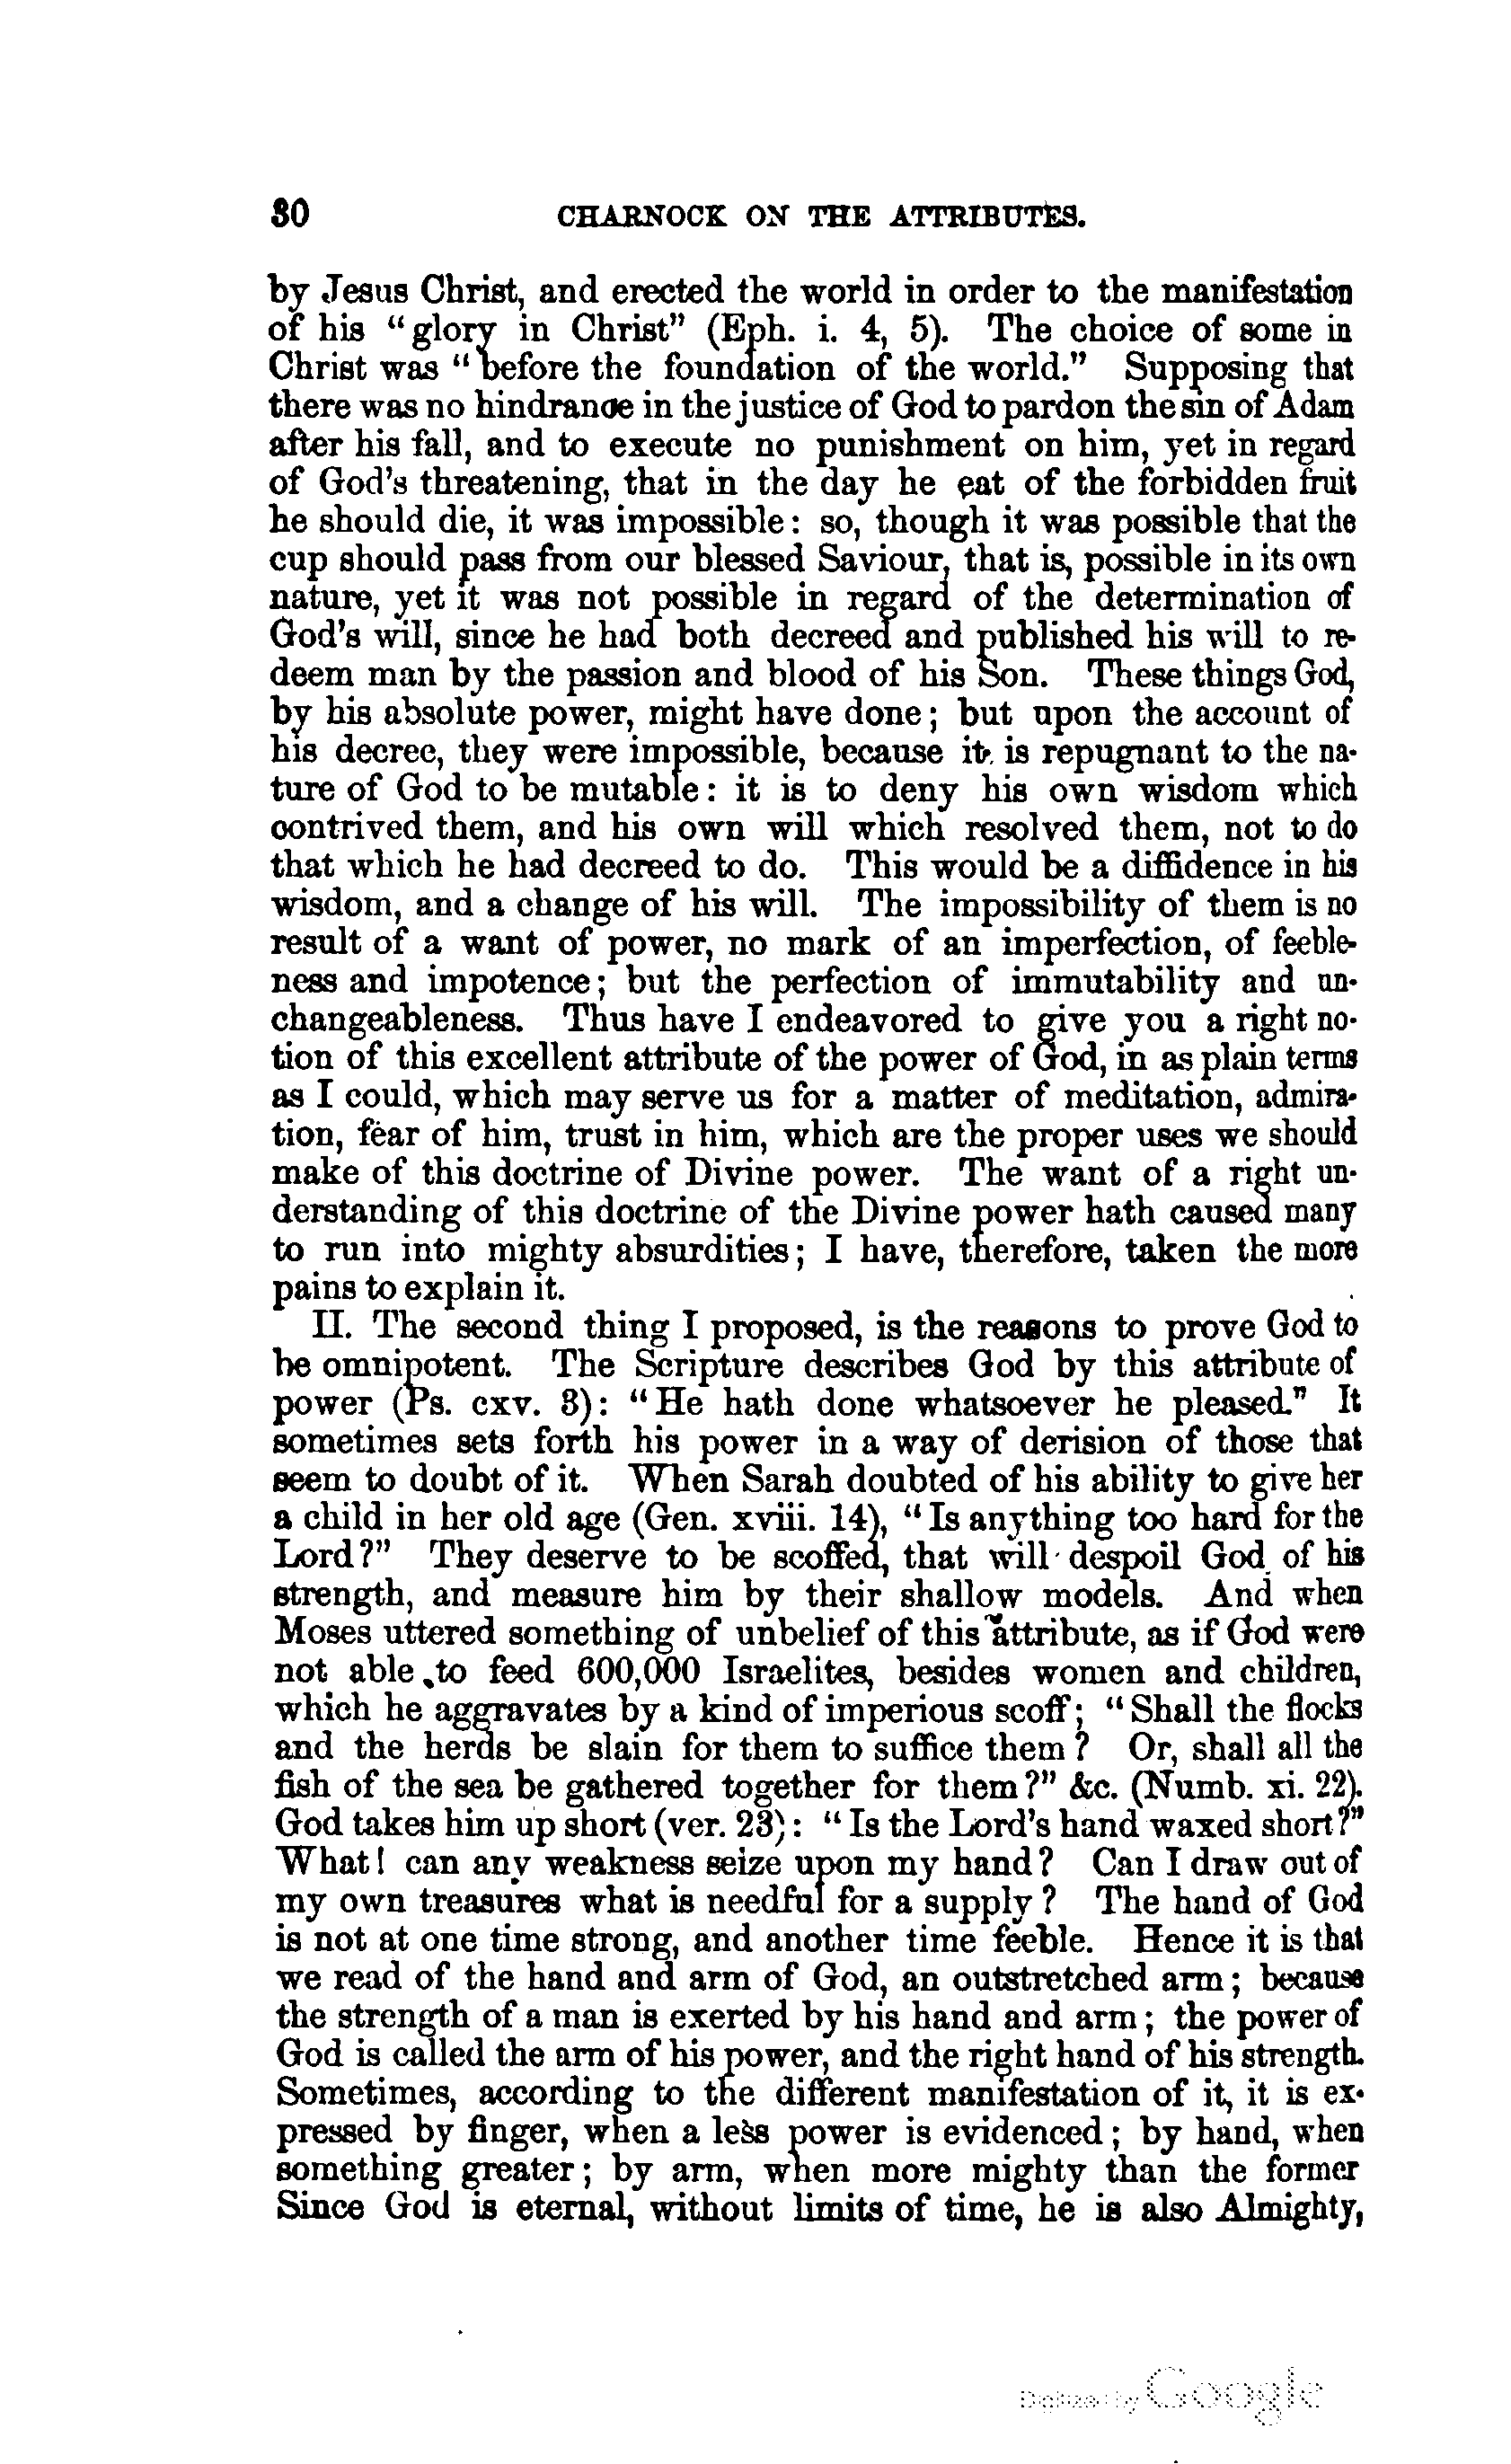 30 CHARNOCK ON THE ATTRIBUTES.
by Jesus Christ, and erected the world in order to the manifestation
of his "glory in Christ" (Eph. i. 4, 5). The choice of some in
Christ was "before the foundation of the world." Supposing that
there was no hindrance in the justice of God to pardon the sin of Adam
after his fall, and to execute no punishment on him, yet in regard
of God's threatening, that in the day he eat of the forbidden fruit
he should die, it was impossible: so, though it was possible that the
cup should pass from our blessed Saviour, that is, possible in its own
nature, yet it was not possible in regard of the determination of
God's will, since he had both decreed and published his will to re-
deem man by the passion and blood of his Son. These things God,
by his absolute power, might have done; but upon the account of
his decree, they were impossible, because it is repugnant to the na-
ture of God to be mutable: it is to deny his own wisdom which
contrived them, and his own will which resolved them, not to do
that which he had decreed to do. This would be a diffidence in his
wisdom, and a change of his will. The impossibility of them is no
result of a want of power, no mark of an imperfection, of feeble-
ness and impotence; but the perfection of immutability and un-
changeableness. Thus have I endeavored to give you a right no-
tion of this excellent attribute of the power of God, in as plain terms
as I could, which may serve us for a matter of meditation, admira-
tion, fear of him, trust in him, which are the proper uses we should
make of this doctrine of Divine power. The want of a right un-
derstanding of this doctrine of the Divine power hath caused many
to run into mighty absurdities; I have, therefore, taken the more
pains to explain it.
II. The second thing I proposed, is the reasons to prove God to
be omnipotent. The Scripture describes God by this attribute of
power (Ps. cxv. 3): "He hath done whatsoever he pleased." It
sometimes sets forth his power in a way of derision of those that
seem to doubt of it. When Sarah doubted of his ability to give her
a child in her old age (Gen. xviii. 14), "Is anything too hard for the
Lord?" They deserve to be scoffed, that will despoil God of his
strength, and measure him by their shallow models. And when
Moses uttered something of unbelief of this attribute, as if God were
not able to feed 600,000 Israelites, besides women and children,
which he aggravates by a kind of imperious scoff; "Shall the flocks
and the herds be slain for them to suffice them? Or, shall all the
fish of the sea be gathered together for them?" &c. (Numb. xi. 22).
God takes him up short (ver. 23): "Is the Lord's hand waxed short?"
What! can any weakness seize upon my hand? Can I draw out of
my own treasures what is needful for a supply? The hand of God
is not at one time strong, and another time feeble. Hence it is that
we read of the hand and arm of God, an outstretched arm; because
the strength of a man is exerted by his hand and arm; the power of
God is called the arm of his power, and the right hand of his strength.
Sometimes, according to the different manifestation of it, it is ex-
pressed by finger, when a less power is evidenced; by hand, when
something greater; by arm, when more mighty than the former
Since God is eternal, without limits of time, he is also Almighty,
Digitized by Google